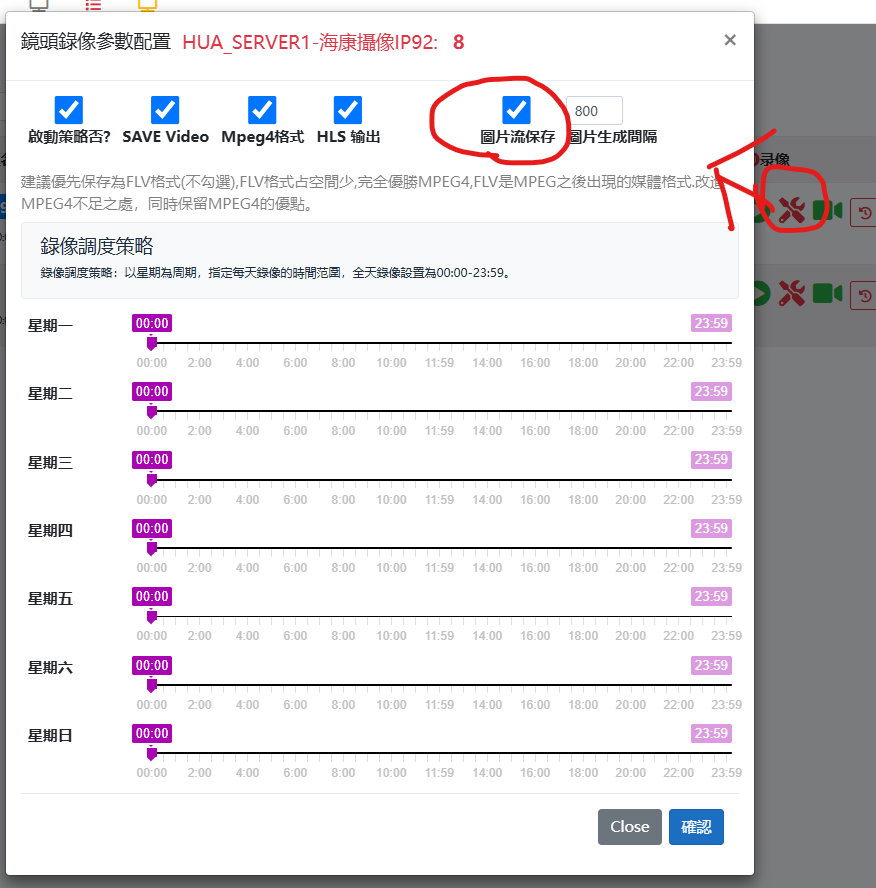 鏡頭錄像參數配置 HUA_SERVER1-海康攝像IP92: 8
×
800
啟動策略否? SAVE Video Mpeg4格式 HLS 输出 圖片流保存 圖片生成間隔
录像
建議優先保存為FLV格式(不勾選),FLV格式占空間少,完全優勝MPEG4,FLV是MPEG之後出現的媒體格式.改進
MPEG4不足之處，同時保留MPEG4的優點。
錄像調度策略
錄像調度策略：以星期為周期，指定每天錄像的時間范圍，全天錄像設置為00:00-23:59。
星期一 00:00 23:59
00:00 2:00 4:00 6:00 8:00 10:00 11:59 14:00 16:00 18:00 20:00 22:00 23:59
星期二 00:00 23:59
00:00 2:00 4:00 6:00 8:00 10:00 11:59 14:00 16:00 18:00 20:00 22:00 23:59
星期三 00:00 23:59
00:00 2:00 4:00 6:00 8:00 10:00 11:59 14:00 16:00 18:00 20:00 22:00 23:59
星期四 00:00 23:59
00:00 2:00 4:00 6:00 8:00 10:00 11:59 14:00 16:00 18:00 20:00 22:00 23:59
星期五 00:00 23:59
00:00 2:00 4:00 6:00 8:00 10:00 11:59 14:00 16:00 18:00 20:00 22:00 23:59
星期六 00:00 23:59
00:00 2:00 4:00 6:00 8:00 10:00 11:59 14:00 16:00 18:00 20:00 22:00 23:59
星期日 00:00 23:59
00:00 2:00 4:00 6:00 8:00 10:00 11:59 14:00 16:00 18:00 20:00 22:00 23:59
Close 確認